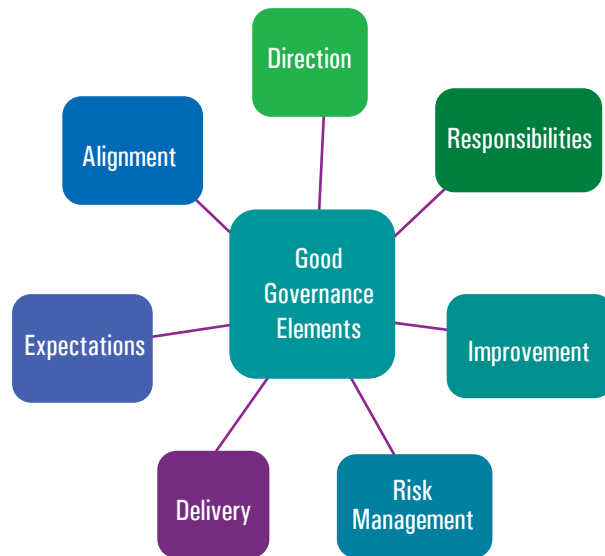 Direction
Alignment
Responsibilities
Good
Governance
Elements
Expectations
Improvement
Delivery
Risk
Management